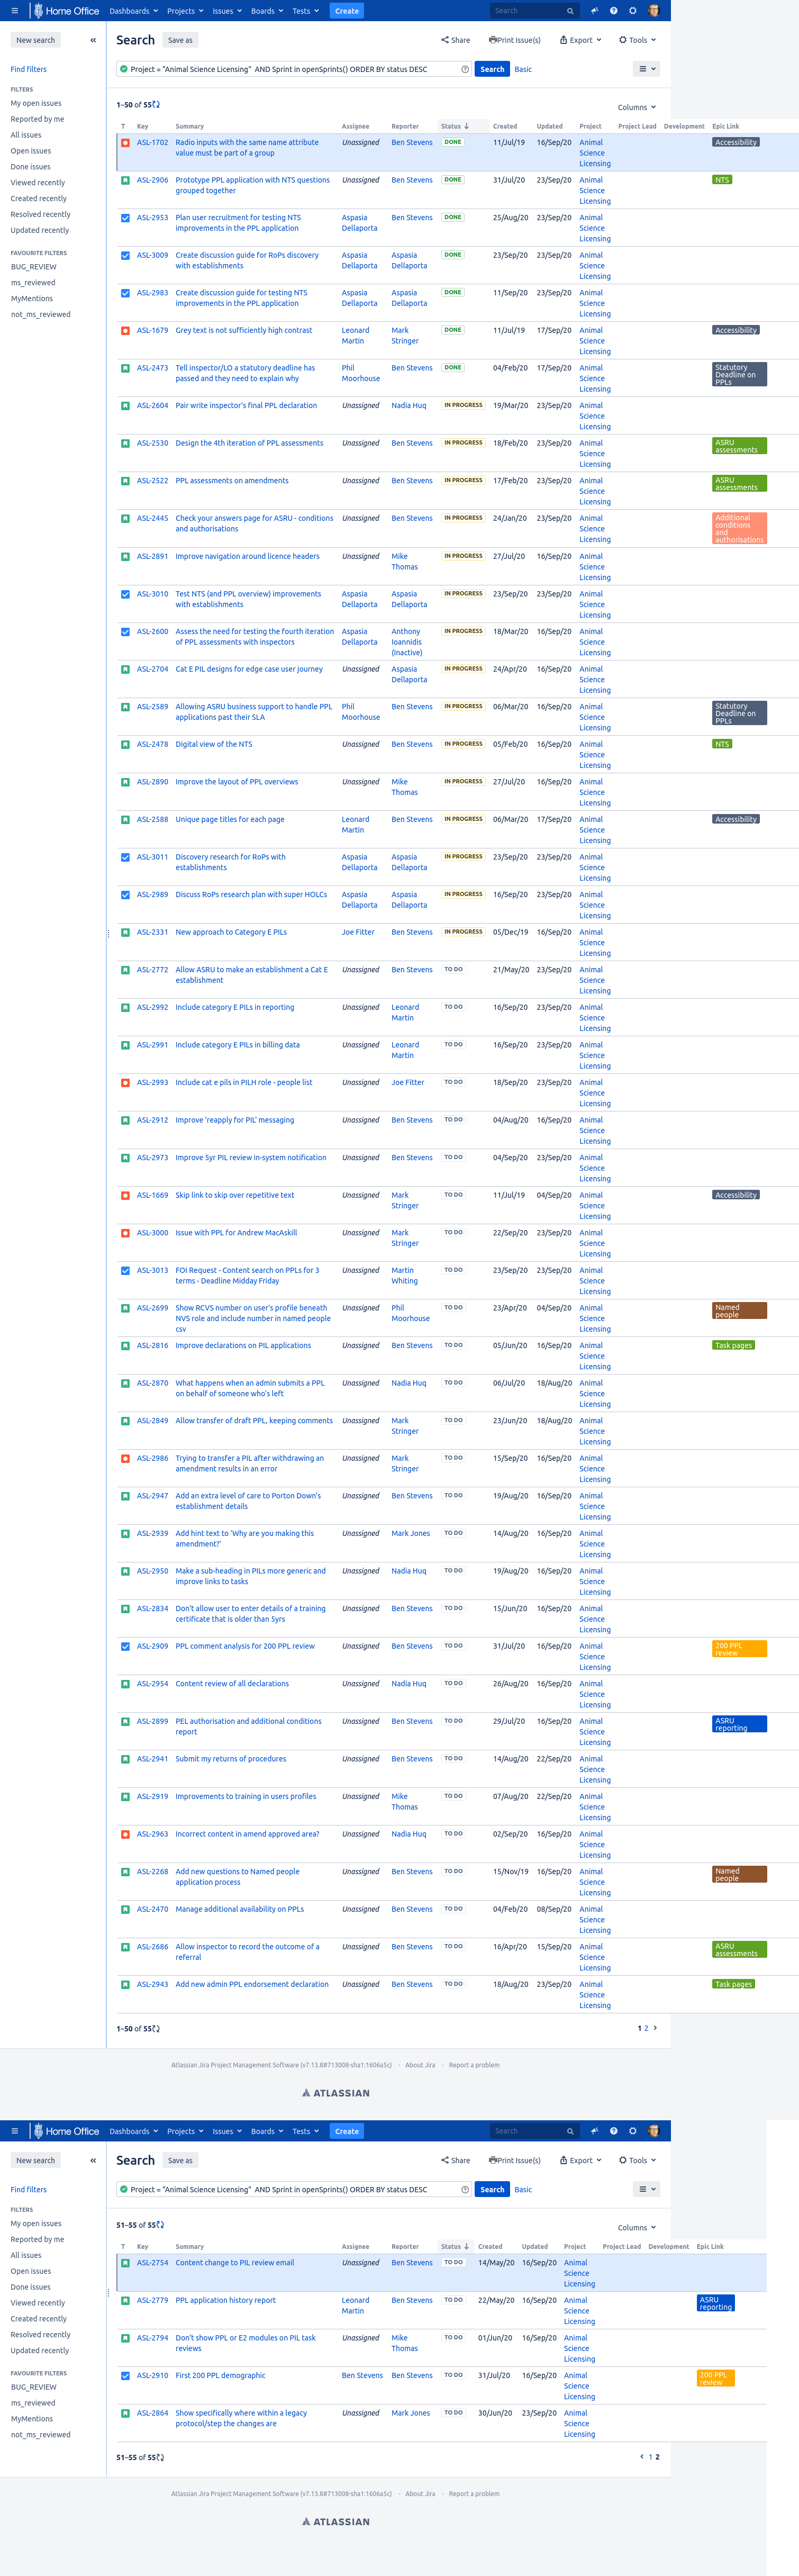 Home Office Dashboards Projects Issues Boards Tests Create Search
New search
Find filters
FILTERS
My open issues
Reported by me
All issues
Open issues
Done issues
Viewed recently
Created recently
Resolved recently
Updated recently
FAVOURITE FILTERS
BUG_REVIEW
ms_reviewed
MyMentions
not_ms_reviewed
Search Save as Share Print Issue(s) Export Tools
Project = "Animal Science Licensing" AND Sprint in openSprints() ORDER BY status DESC Search Basic
1–50 of 55 Columns
T Key Summary Assignee Reporter Status Created Updated Project Project Lead Development Epic Link
ASL-1702 Radio inputs with the same name attribute Unassigned Ben Stevens DONE 11/Jul/19 16/Sep/20 Animal Accessibility
value must be part of a group Science
Licensing
ASL-2906 Prototype PPL application with NTS questions Unassigned Ben Stevens DONE 31/Jul/20 23/Sep/20 Animal NTS
grouped together Science
Licensing
ASL-2953 Plan user recruitment for testing NTS Aspasia Ben Stevens DONE 25/Aug/20 23/Sep/20 Animal
improvements in the PPL application Dellaporta Science
Licensing
ASL-3009 Create discussion guide for RoPs discovery Aspasia Aspasia DONE 23/Sep/20 23/Sep/20 Animal
with establishments Dellaporta Dellaporta Science
Licensing
ASL-2983 Create discussion guide for testing NTS Aspasia Aspasia DONE 11/Sep/20 23/Sep/20 Animal
improvements in the PPL application Dellaporta Dellaporta Science
Licensing
ASL-1679 Grey text is not sufficiently high contrast Leonard Mark DONE 11/Jul/19 17/Sep/20 Animal Accessibility
Martin Stringer Science
Licensing
ASL-2473 Tell inspector/LO a statutory deadline has Phil Ben Stevens DONE 04/Feb/20 17/Sep/20 Animal Statutory
passed and they need to explain why Moorhouse Science Deadline on
Licensing PPLs
ASL-2604 Pair write inspector's final PPL declaration Unassigned Nadia Huq IN PROGRESS 19/Mar/20 23/Sep/20 Animal
Science
Licensing
ASL-2530 Design the 4th iteration of PPL assessments Unassigned Ben Stevens IN PROGRESS 18/Feb/20 23/Sep/20 Animal ASRU
Science assessments
Licensing
ASL-2522 PPL assessments on amendments Unassigned Ben Stevens IN PROGRESS 17/Feb/20 23/Sep/20 Animal ASRU
Science assessments
Licensing
ASL-2445 Check your answers page for ASRU - conditions Unassigned Ben Stevens IN PROGRESS 24/Jan/20 23/Sep/20 Animal Additional
and authorisations Science conditions
Licensing and
authorisations
ASL-2891 Improve navigation around licence headers Unassigned Mike IN PROGRESS 27/Jul/20 16/Sep/20 Animal
Thomas Science
Licensing
ASL-3010 Test NTS (and PPL overview) improvements Aspasia Aspasia IN PROGRESS 23/Sep/20 23/Sep/20 Animal
with establishments Dellaporta Dellaporta Science
Licensing
ASL-2600 Assess the need for testing the fourth iteration Aspasia Anthony IN PROGRESS 18/Mar/20 16/Sep/20 Animal
of PPL assessments with inspectors Dellaporta Ioannidis Science
(Inactive) Licensing
ASL-2704 Cat E PIL designs for edge case user journey Unassigned Aspasia IN PROGRESS 24/Apr/20 16/Sep/20 Animal
Dellaporta Science
Licensing
ASL-2589 Allowing ASRU business support to handle PPL Phil Ben Stevens IN PROGRESS 06/Mar/20 16/Sep/20 Animal Statutory
applications past their SLA Moorhouse Science Deadline on
Licensing PPLs
ASL-2478 Digital view of the NTS Unassigned Ben Stevens IN PROGRESS 05/Feb/20 16/Sep/20 Animal NTS
Science
Licensing
ASL-2890 Improve the layout of PPL overviews Unassigned Mike IN PROGRESS 27/Jul/20 16/Sep/20 Animal
Thomas Science
Licensing
ASL-2588 Unique page titles for each page Leonard Ben Stevens IN PROGRESS 06/Mar/20 17/Sep/20 Animal Accessibility
Martin Science
Licensing
ASL-3011 Discovery research for RoPs with Aspasia Aspasia IN PROGRESS 23/Sep/20 23/Sep/20 Animal
establishments Dellaporta Dellaporta Science
Licensing
ASL-2989 Discuss RoPs research plan with super HOLCs Aspasia Aspasia IN PROGRESS 16/Sep/20 23/Sep/20 Animal
Dellaporta Dellaporta Science
Licensing
ASL-2331 New approach to Category E PILs Joe Fitter Ben Stevens IN PROGRESS 05/Dec/19 16/Sep/20 Animal
Science
Licensing
ASL-2772 Allow ASRU to make an establishment a Cat E Unassigned Ben Stevens TO DO 21/May/20 23/Sep/20 Animal
establishment Science
Licensing
ASL-2992 Include category E PILs in reporting Unassigned Leonard TO DO 16/Sep/20 23/Sep/20 Animal
Martin Science
Licensing
ASL-2991 Include category E PILs in billing data Unassigned Leonard TO DO 16/Sep/20 23/Sep/20 Animal
Martin Science
Licensing
ASL-2993 Include cat e pils in PILH role - people list Unassigned Joe Fitter TO DO 18/Sep/20 23/Sep/20 Animal
Science
Licensing
ASL-2912 Improve 'reapply for PIL' messaging Unassigned Ben Stevens TO DO 04/Aug/20 16/Sep/20 Animal
Science
Licensing
ASL-2973 Improve 5yr PIL review in-system notification Unassigned Ben Stevens TO DO 04/Sep/20 23/Sep/20 Animal
Science
Licensing
ASL-1669 Skip link to skip over repetitive text Unassigned Mark TO DO 11/Jul/19 04/Sep/20 Animal Accessibility
Stringer Science
Licensing
ASL-3000 Issue with PPL for Andrew MacAskill Unassigned Mark TO DO 22/Sep/20 23/Sep/20 Animal
Stringer Science
Licensing
ASL-3013 FOI Request - Content search on PPLs for 3 Unassigned Martin TO DO 23/Sep/20 23/Sep/20 Animal
terms - Deadline Midday Friday Whiting Science
Licensing
ASL-2699 Show RCVS number on user's profile beneath Unassigned Phil TO DO 23/Apr/20 04/Sep/20 Animal Named
NVS role and include number in named people Moorhouse Science people
csv Licensing
ASL-2816 Improve declarations on PIL applications Unassigned Ben Stevens TO DO 05/Jun/20 16/Sep/20 Animal Task pages
Science
Licensing
ASL-2870 What happens when an admin submits a PPL Unassigned Nadia Huq TO DO 06/Jul/20 18/Aug/20 Animal
on behalf of someone who's left Science
Licensing
ASL-2849 Allow transfer of draft PPL, keeping comments Unassigned Mark TO DO 23/Jun/20 18/Aug/20 Animal
Stringer Science
Licensing
ASL-2986 Trying to transfer a PIL after withdrawing an Unassigned Mark TO DO 15/Sep/20 16/Sep/20 Animal
amendment results in an error Stringer Science
Licensing
ASL-2947 Add an extra level of care to Porton Down's Unassigned Ben Stevens TO DO 19/Aug/20 16/Sep/20 Animal
establishment details Science
Licensing
ASL-2939 Add hint text to 'Why are you making this Unassigned Mark Jones TO DO 14/Aug/20 16/Sep/20 Animal
amendment?' Science
Licensing
ASL-2950 Make a sub-heading in PILs more generic and Unassigned Nadia Huq TO DO 19/Aug/20 16/Sep/20 Animal
improve links to tasks Science
Licensing
ASL-2834 Don't allow user to enter details of a training Unassigned Ben Stevens TO DO 15/Jun/20 16/Sep/20 Animal
certificate that is older than 5yrs Science
Licensing
ASL-2909 PPL comment analysis for 200 PPL review Unassigned Ben Stevens TO DO 31/Jul/20 16/Sep/20 Animal 200 PPL
Science review
Licensing
ASL-2954 Content review of all declarations Unassigned Nadia Huq TO DO 26/Aug/20 16/Sep/20 Animal
Science
Licensing
ASL-2899 PEL authorisation and additional conditions Unassigned Ben Stevens TO DO 29/Jul/20 16/Sep/20 Animal ASRU
report Science reporting
Licensing
ASL-2941 Submit my returns of procedures Unassigned Ben Stevens TO DO 14/Aug/20 22/Sep/20 Animal
Science
Licensing
ASL-2919 Improvements to training in users profiles Unassigned Mike TO DO 07/Aug/20 22/Sep/20 Animal
Thomas Science
Licensing
ASL-2963 Incorrect content in amend approved area? Unassigned Nadia Huq TO DO 02/Sep/20 16/Sep/20 Animal
Science
Licensing
ASL-2268 Add new questions to Named people Unassigned Ben Stevens TO DO 15/Nov/19 16/Sep/20 Animal Named
application process Science people
Licensing
ASL-2470 Manage additional availability on PPLs Unassigned Ben Stevens TO DO 04/Feb/20 08/Sep/20 Animal
Science
Licensing
ASL-2686 Allow inspector to record the outcome of a Unassigned Ben Stevens TO DO 16/Apr/20 15/Sep/20 Animal ASRU
referral Science assessments
Licensing
ASL-2943 Add new admin PPL endorsement declaration Unassigned Ben Stevens TO DO 18/Aug/20 23/Sep/20 Animal Task pages
Science
Licensing
1–50 of 55 1 2
Atlassian Jira Project Management Software (v7.13.8#713008-sha1:1606a5c) · About Jira · Report a problem
ATLASSIAN
Home Office Dashboards Projects Issues Boards Tests Create Search
New search
Find filters
FILTERS
My open issues
Reported by me
All issues
Open issues
Done issues
Viewed recently
Created recently
Resolved recently
Updated recently
FAVOURITE FILTERS
BUG_REVIEW
ms_reviewed
MyMentions
not_ms_reviewed
Search Save as Share Print Issue(s) Export Tools
Project = "Animal Science Licensing" AND Sprint in openSprints() ORDER BY status DESC Search Basic
51–55 of 55 Columns
T Key Summary Assignee Reporter Status Created Updated Project Project Lead Development Epic Link
ASL-2754 Content change to PIL review email Unassigned Ben Stevens TO DO 14/May/20 16/Sep/20 Animal
Science
Licensing
ASL-2779 PPL application history report Leonard Ben Stevens TO DO 22/May/20 16/Sep/20 Animal ASRU
Martin Science reporting
Licensing
ASL-2794 Don't show PPL or E2 modules on PIL task Unassigned Mike TO DO 01/Jun/20 16/Sep/20 Animal
reviews Thomas Science
Licensing
ASL-2910 First 200 PPL demographic Ben Stevens Ben Stevens TO DO 31/Jul/20 16/Sep/20 Animal 200 PPL
Science review
Licensing
ASL-2864 Show specifically where within a legacy Unassigned Mark Jones TO DO 30/Jun/20 23/Sep/20 Animal
protocol/step the changes are Science
Licensing
51–55 of 55 1 2
Atlassian Jira Project Management Software (v7.13.8#713008-sha1:1606a5c) · About Jira · Report a problem
ATLASSIAN